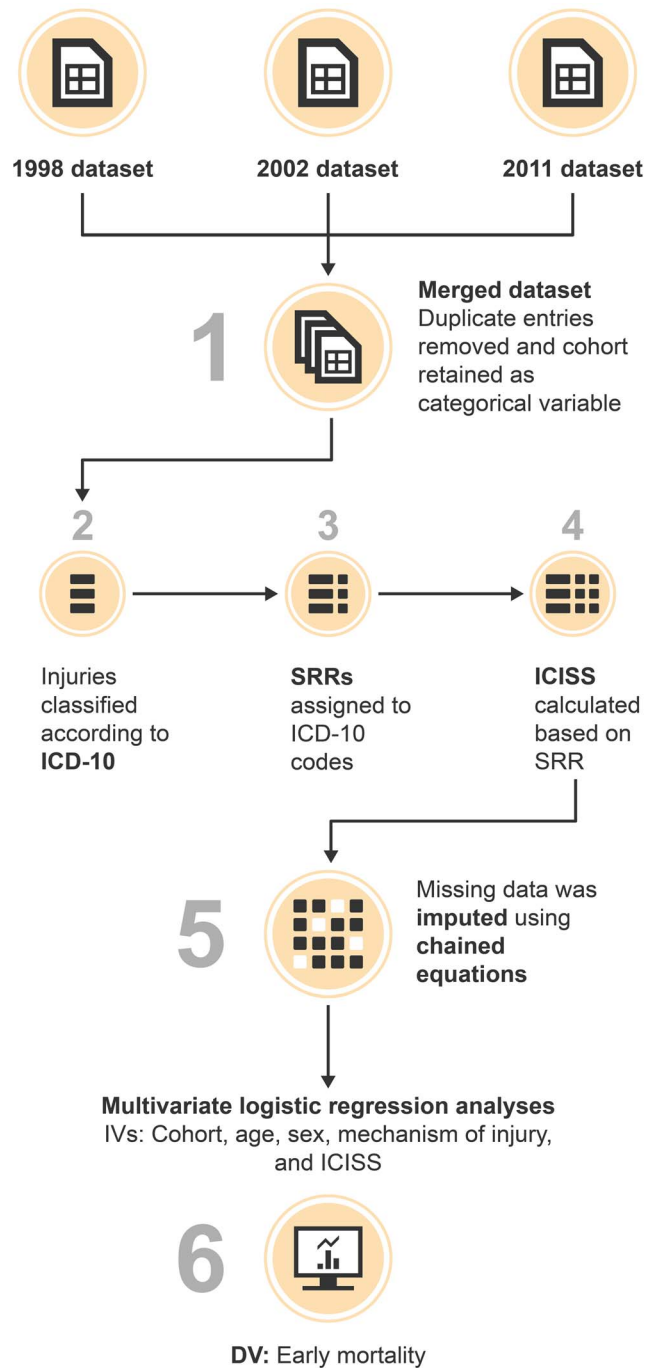 1998 dataset
2002 dataset
2011 dataset
1
Merged dataset
Duplicate entries
removed and cohort
retained as
categorical variable
2
3
4
Injuries
classified
according to
ICD-10
SRRs
assigned to
ICD-10
codes
ICISS
calculated
based on
SRR
5
Missing data was
imputed using
chained
equations
Multivariate logistic regression analyses
IVs: Cohort, age, sex, mechanism of injury,
and ICISS
6
DV: Early mortality